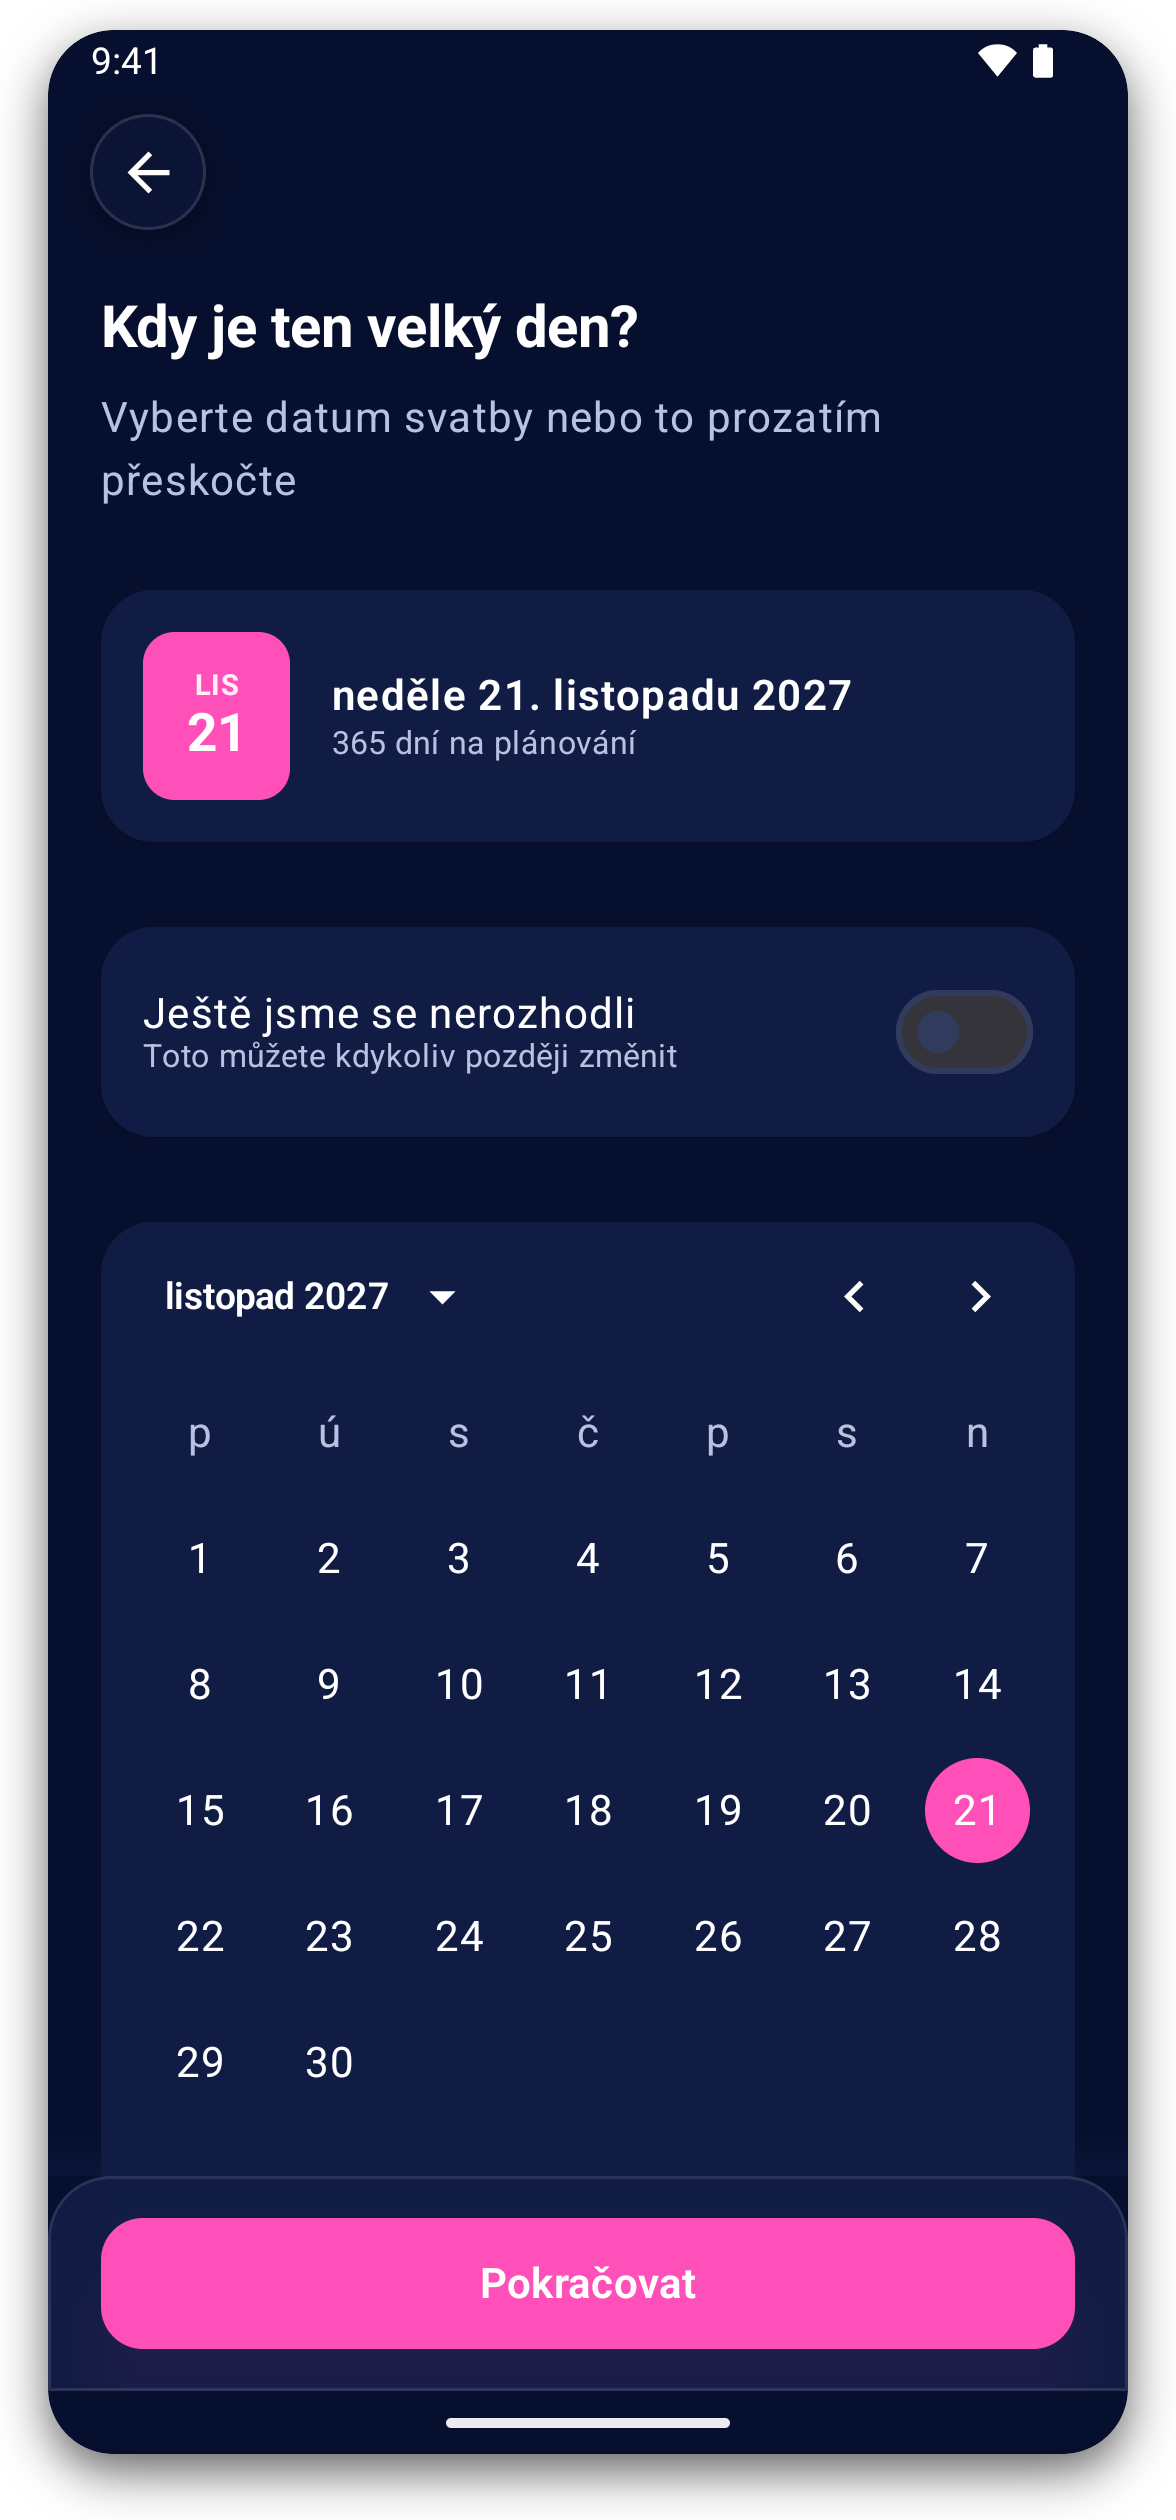 9:41
Kdy je ten velký den?
Vyberte datum svatby nebo to prozatím
přeskočte
LIS
21
neděle 21. listopadu 2027
365 dní na plánování
Ještě jsme se nerozhodli
Toto můžete kdykoliv později změnit
listopad 2027
p ú s č p s n
1 2 3 4 5 6 7
8 9 10 11 12 13 14
15 16 17 18 19 20 21
22 23 24 25 26 27 28
29 30
Pokračovat